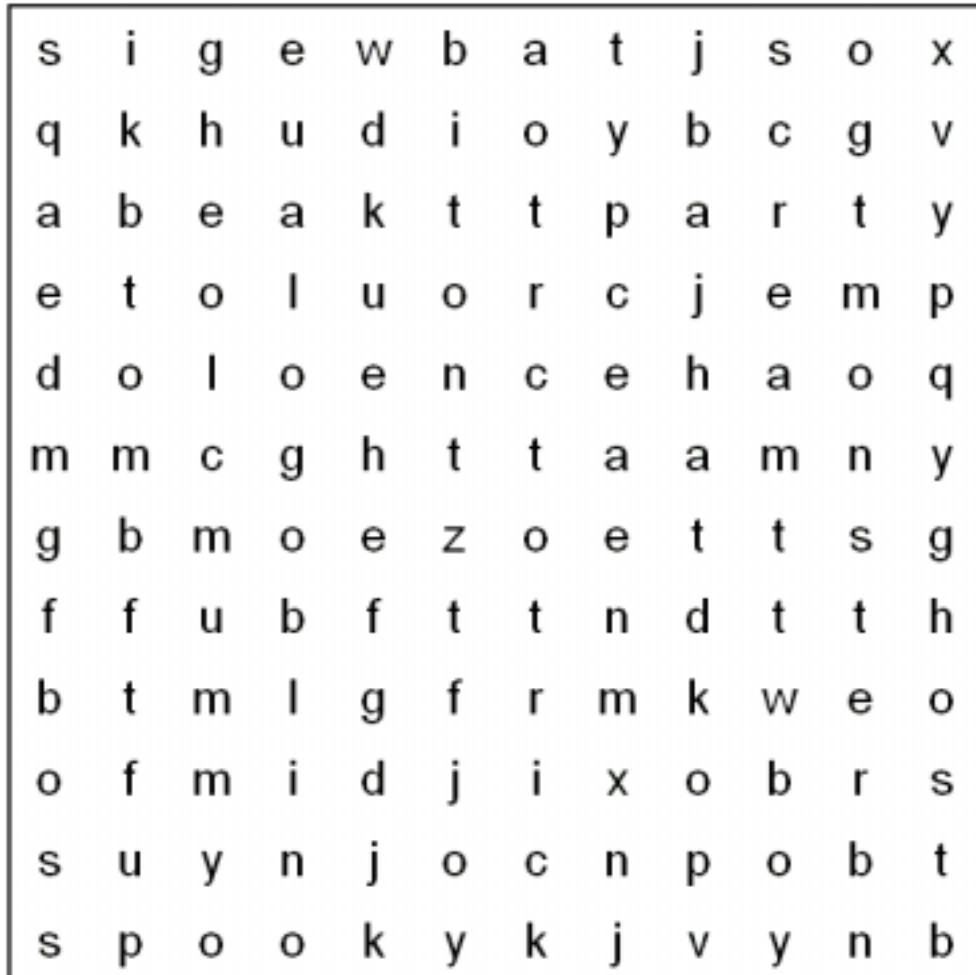 s i g e w b a t j s o x
q k h u d i o y b c g v
a b e a k t t p a r t y
e t o l u o r c j e m p
d o l o e n c e h a o q
m m c g h t t a a m n y
g b m o e z o e t t s g
f f u b f t t n d t t h
b t m l g f r m k w e o
o f m i d j i x o b r s
s u y n j o c n p o b t
s p o o k y k j v y n b